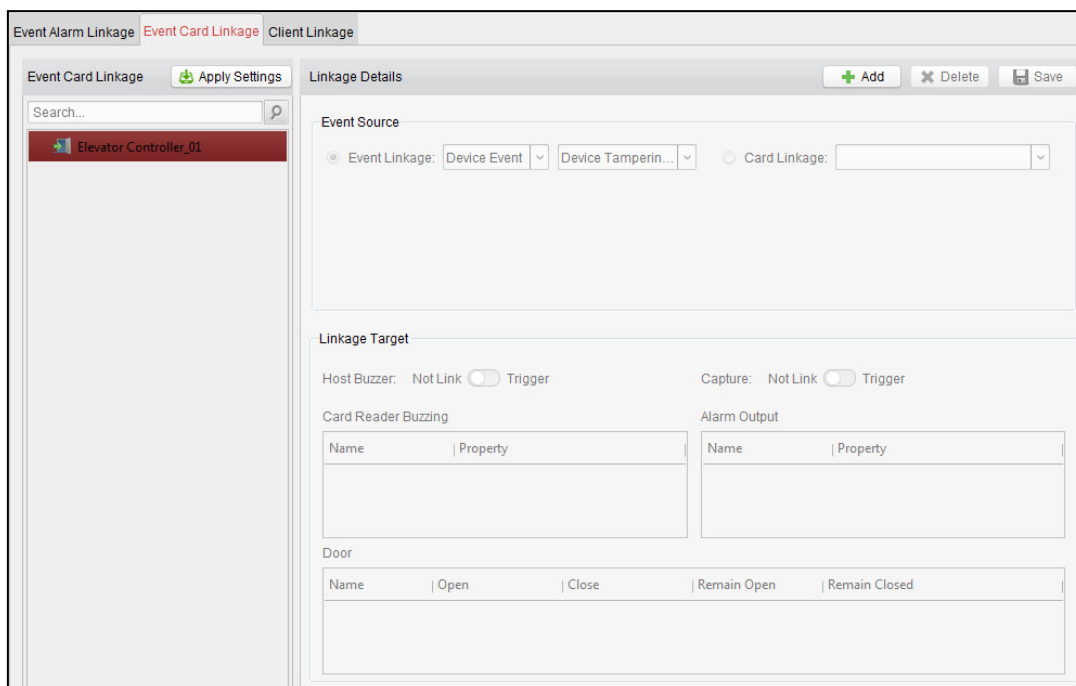 Event Alarm Linkage Event Card Linkage Client Linkage
Event Card Linkage Apply Settings
Search...
Elevator Controller_01
Linkage Details Add Delete Save
Event Source
Event Linkage: Device Event Device Tamperin... Card Linkage:
Linkage Target
Host Buzzer: Not Link Trigger Capture: Not Link Trigger
Card Reader Buzzing Alarm Output
Name Property Name Property
Door
Name Open Close Remain Open Remain Closed